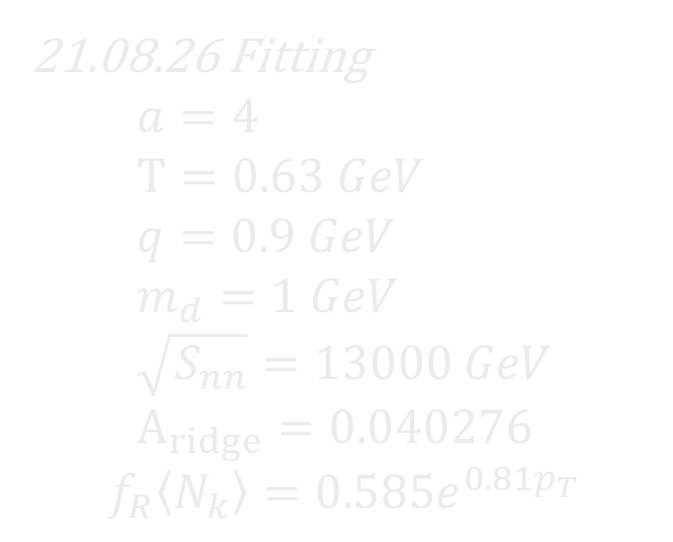 21.08.26 Fitting
a = 4
T = 0.63 GeV
q = 0.9 GeV
m_d = 1 GeV
√S_nn = 13000 GeV
A_ridge = 0.040276
f_R⟨N_k⟩ = 0.585e^{0.81p_T}